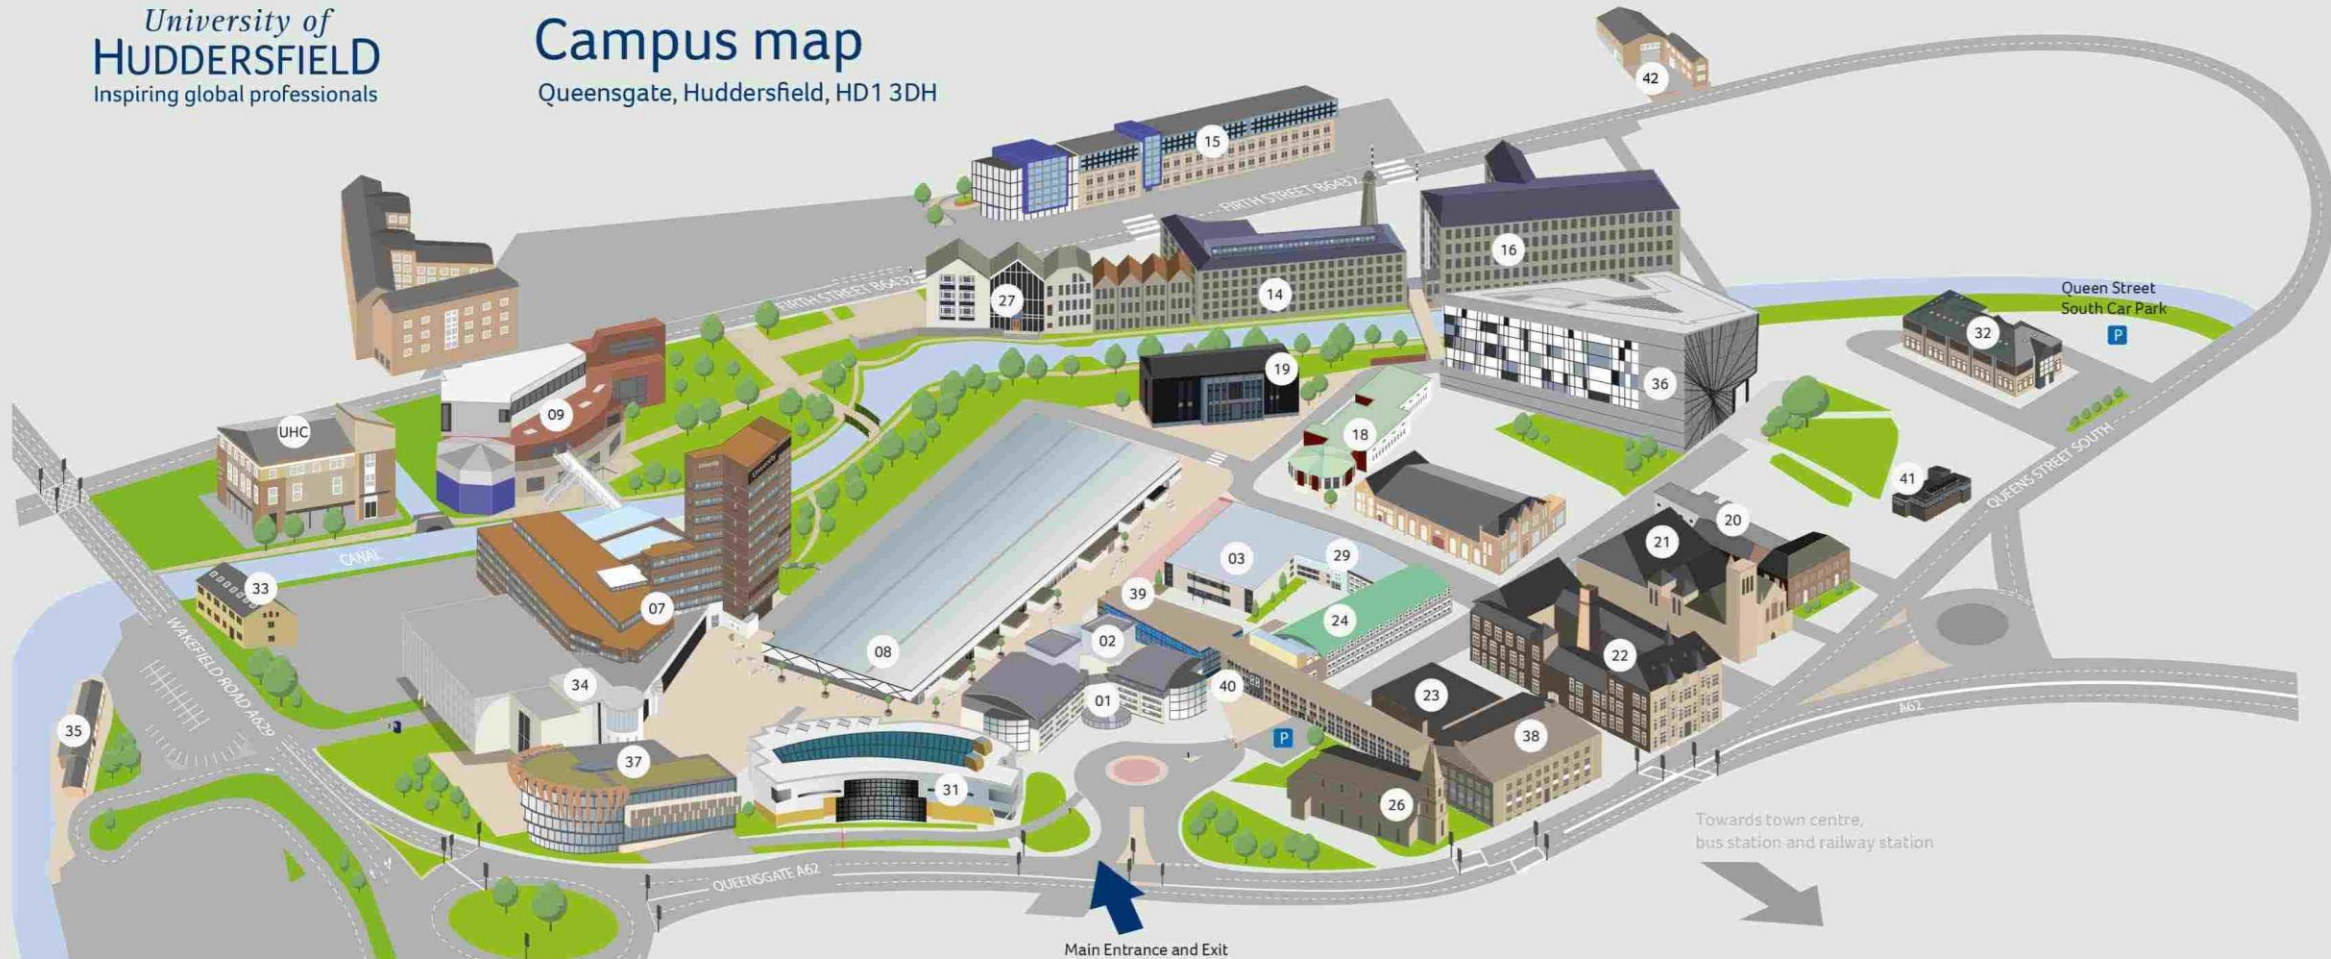 University of
HUDDERSFIELD
Inspiring global professionals
Campus map
Queensgate, Huddersfield, HD1 3DH
42
15
FIRTH STREET B6432
16
27
14
FIRTH STREET B6432
Queen Street
South Car Park
P
32
19
36
09
UHC
18
41
QUEENS STREET SOUTH
University
University
20
21
CANAL
03
29
33
39
07
24
02
08
22
WAKEFIELD ROAD A629
34
40
23
01
A62
35
38
P
37
31
26
Towards town centre,
bus station and railway station
QUEENSGATE A62
Main Entrance and Exit